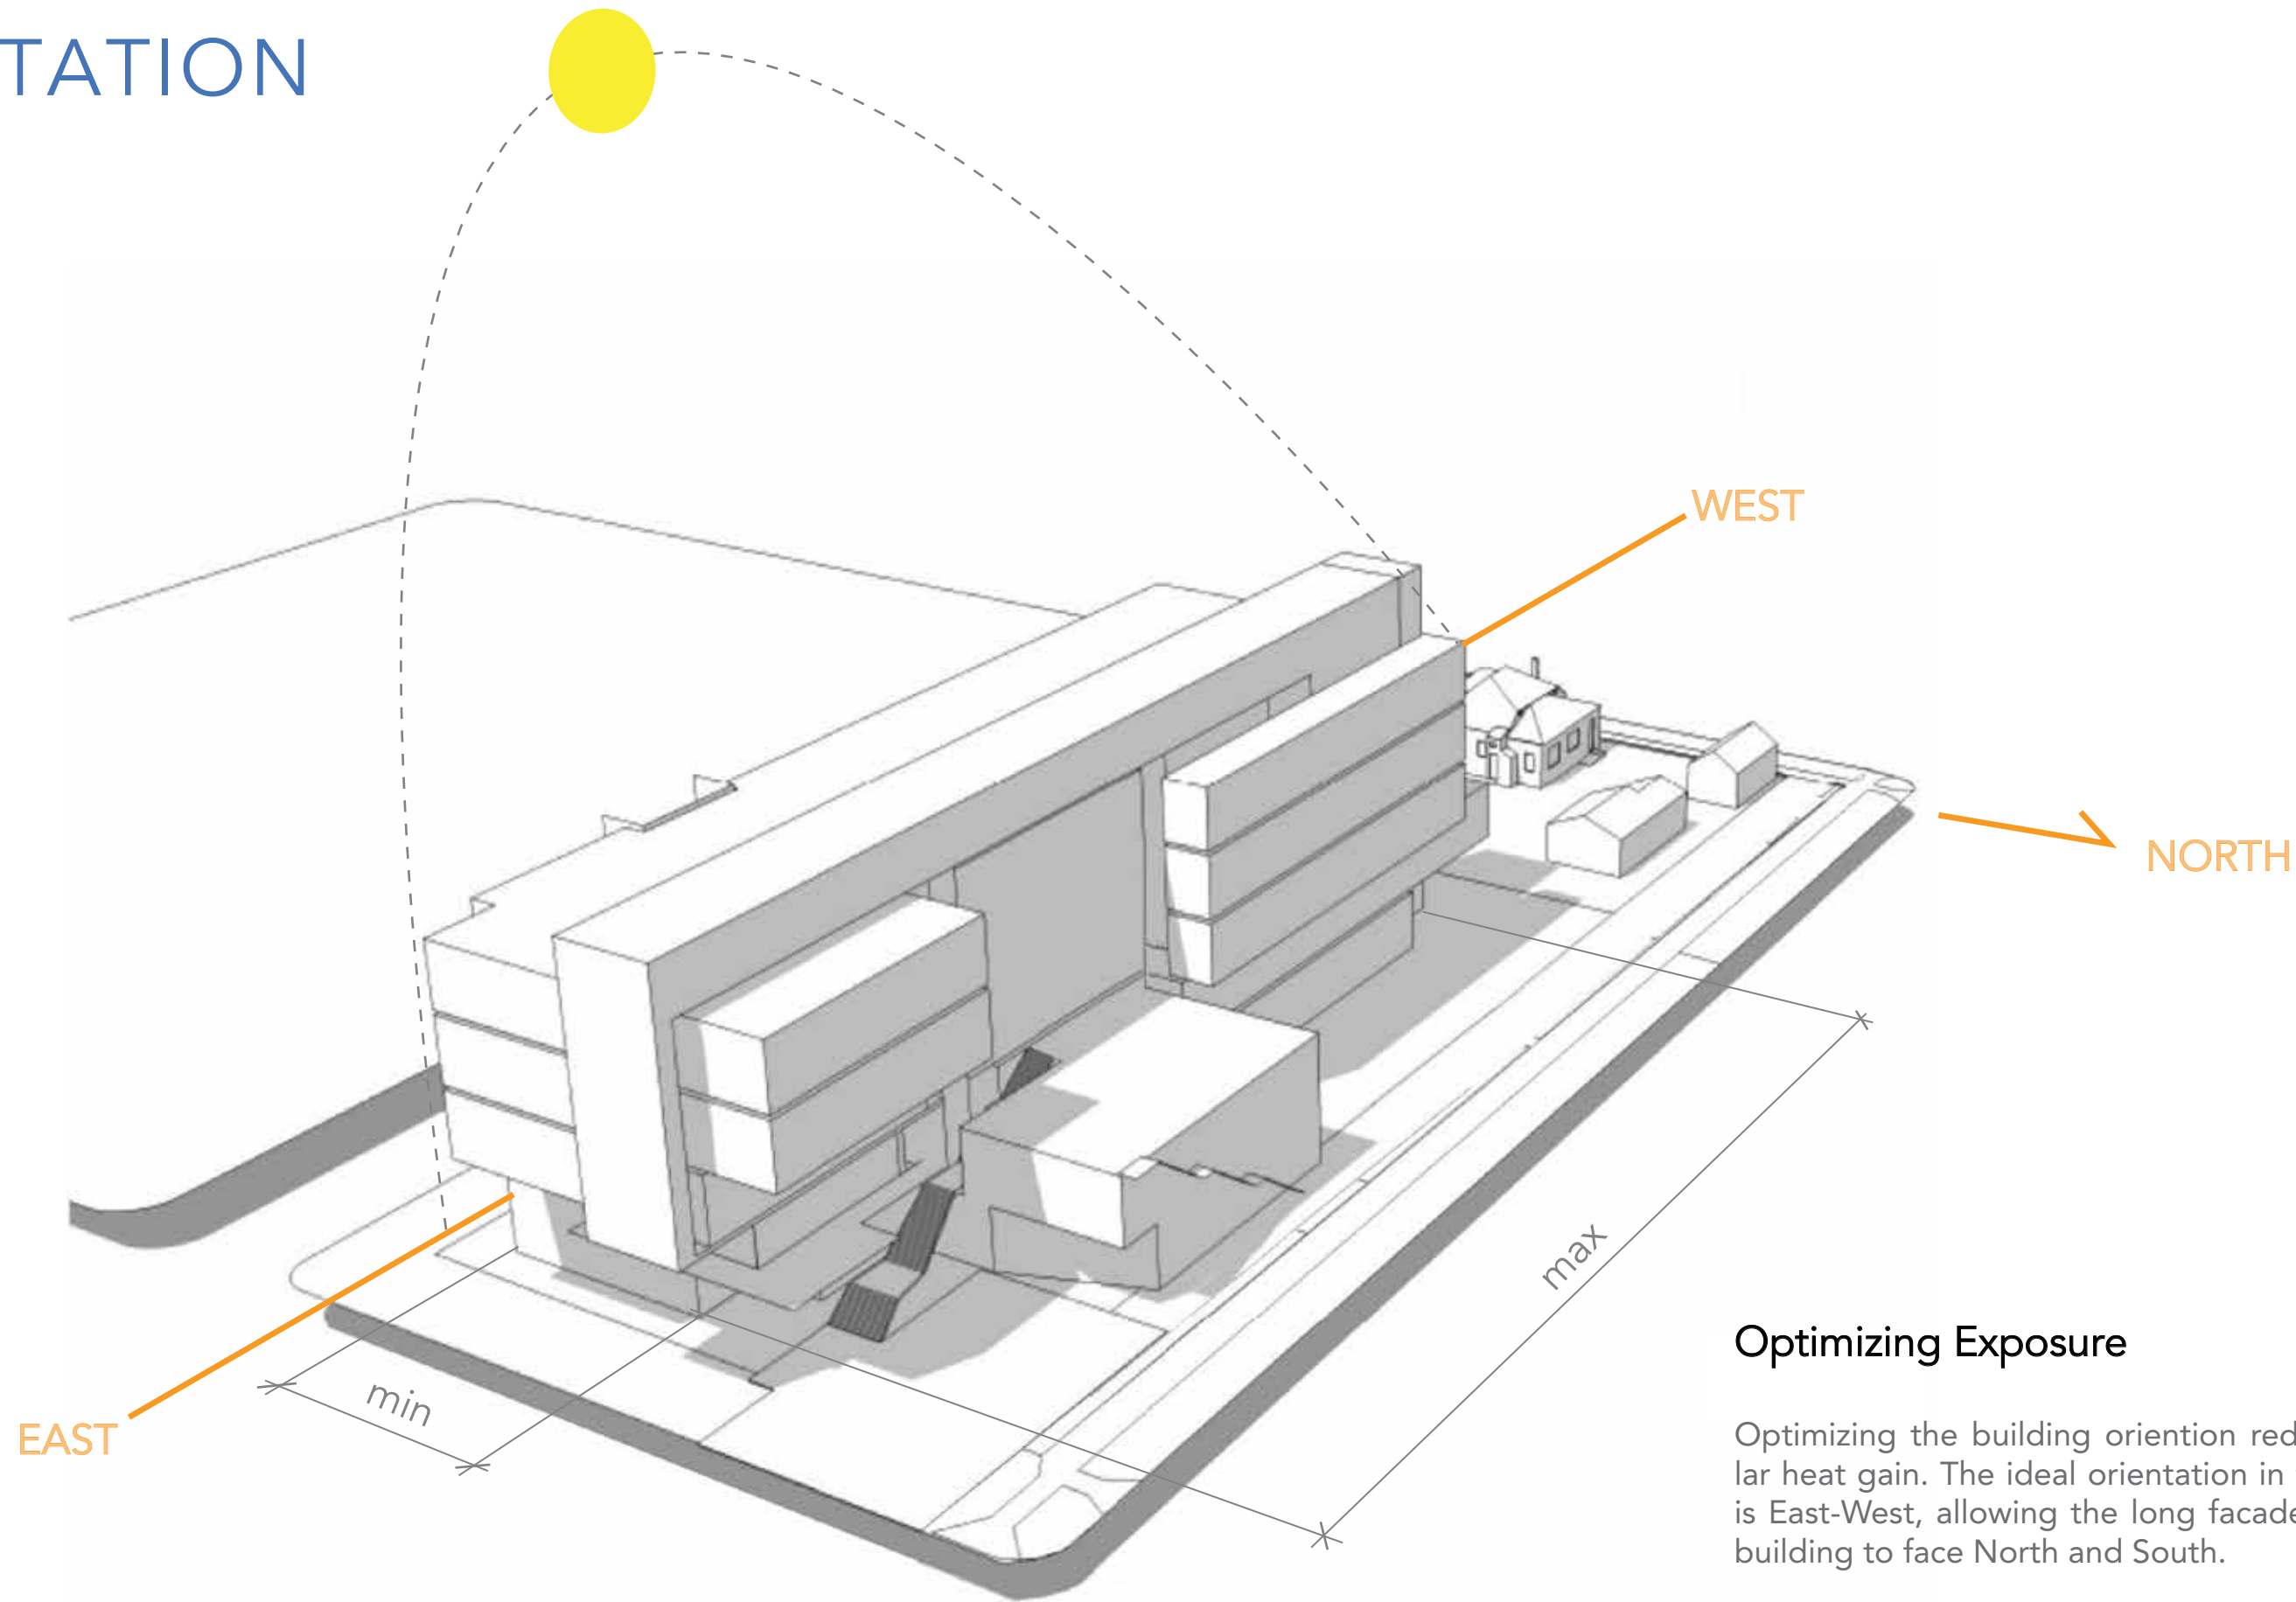 TATION
WEST
NORTH
max
min
EAST
Optimizing Exposure
Optimizing the building oriention red
lar heat gain. The ideal orientation in
is East-West, allowing the long facade
building to face North and South.